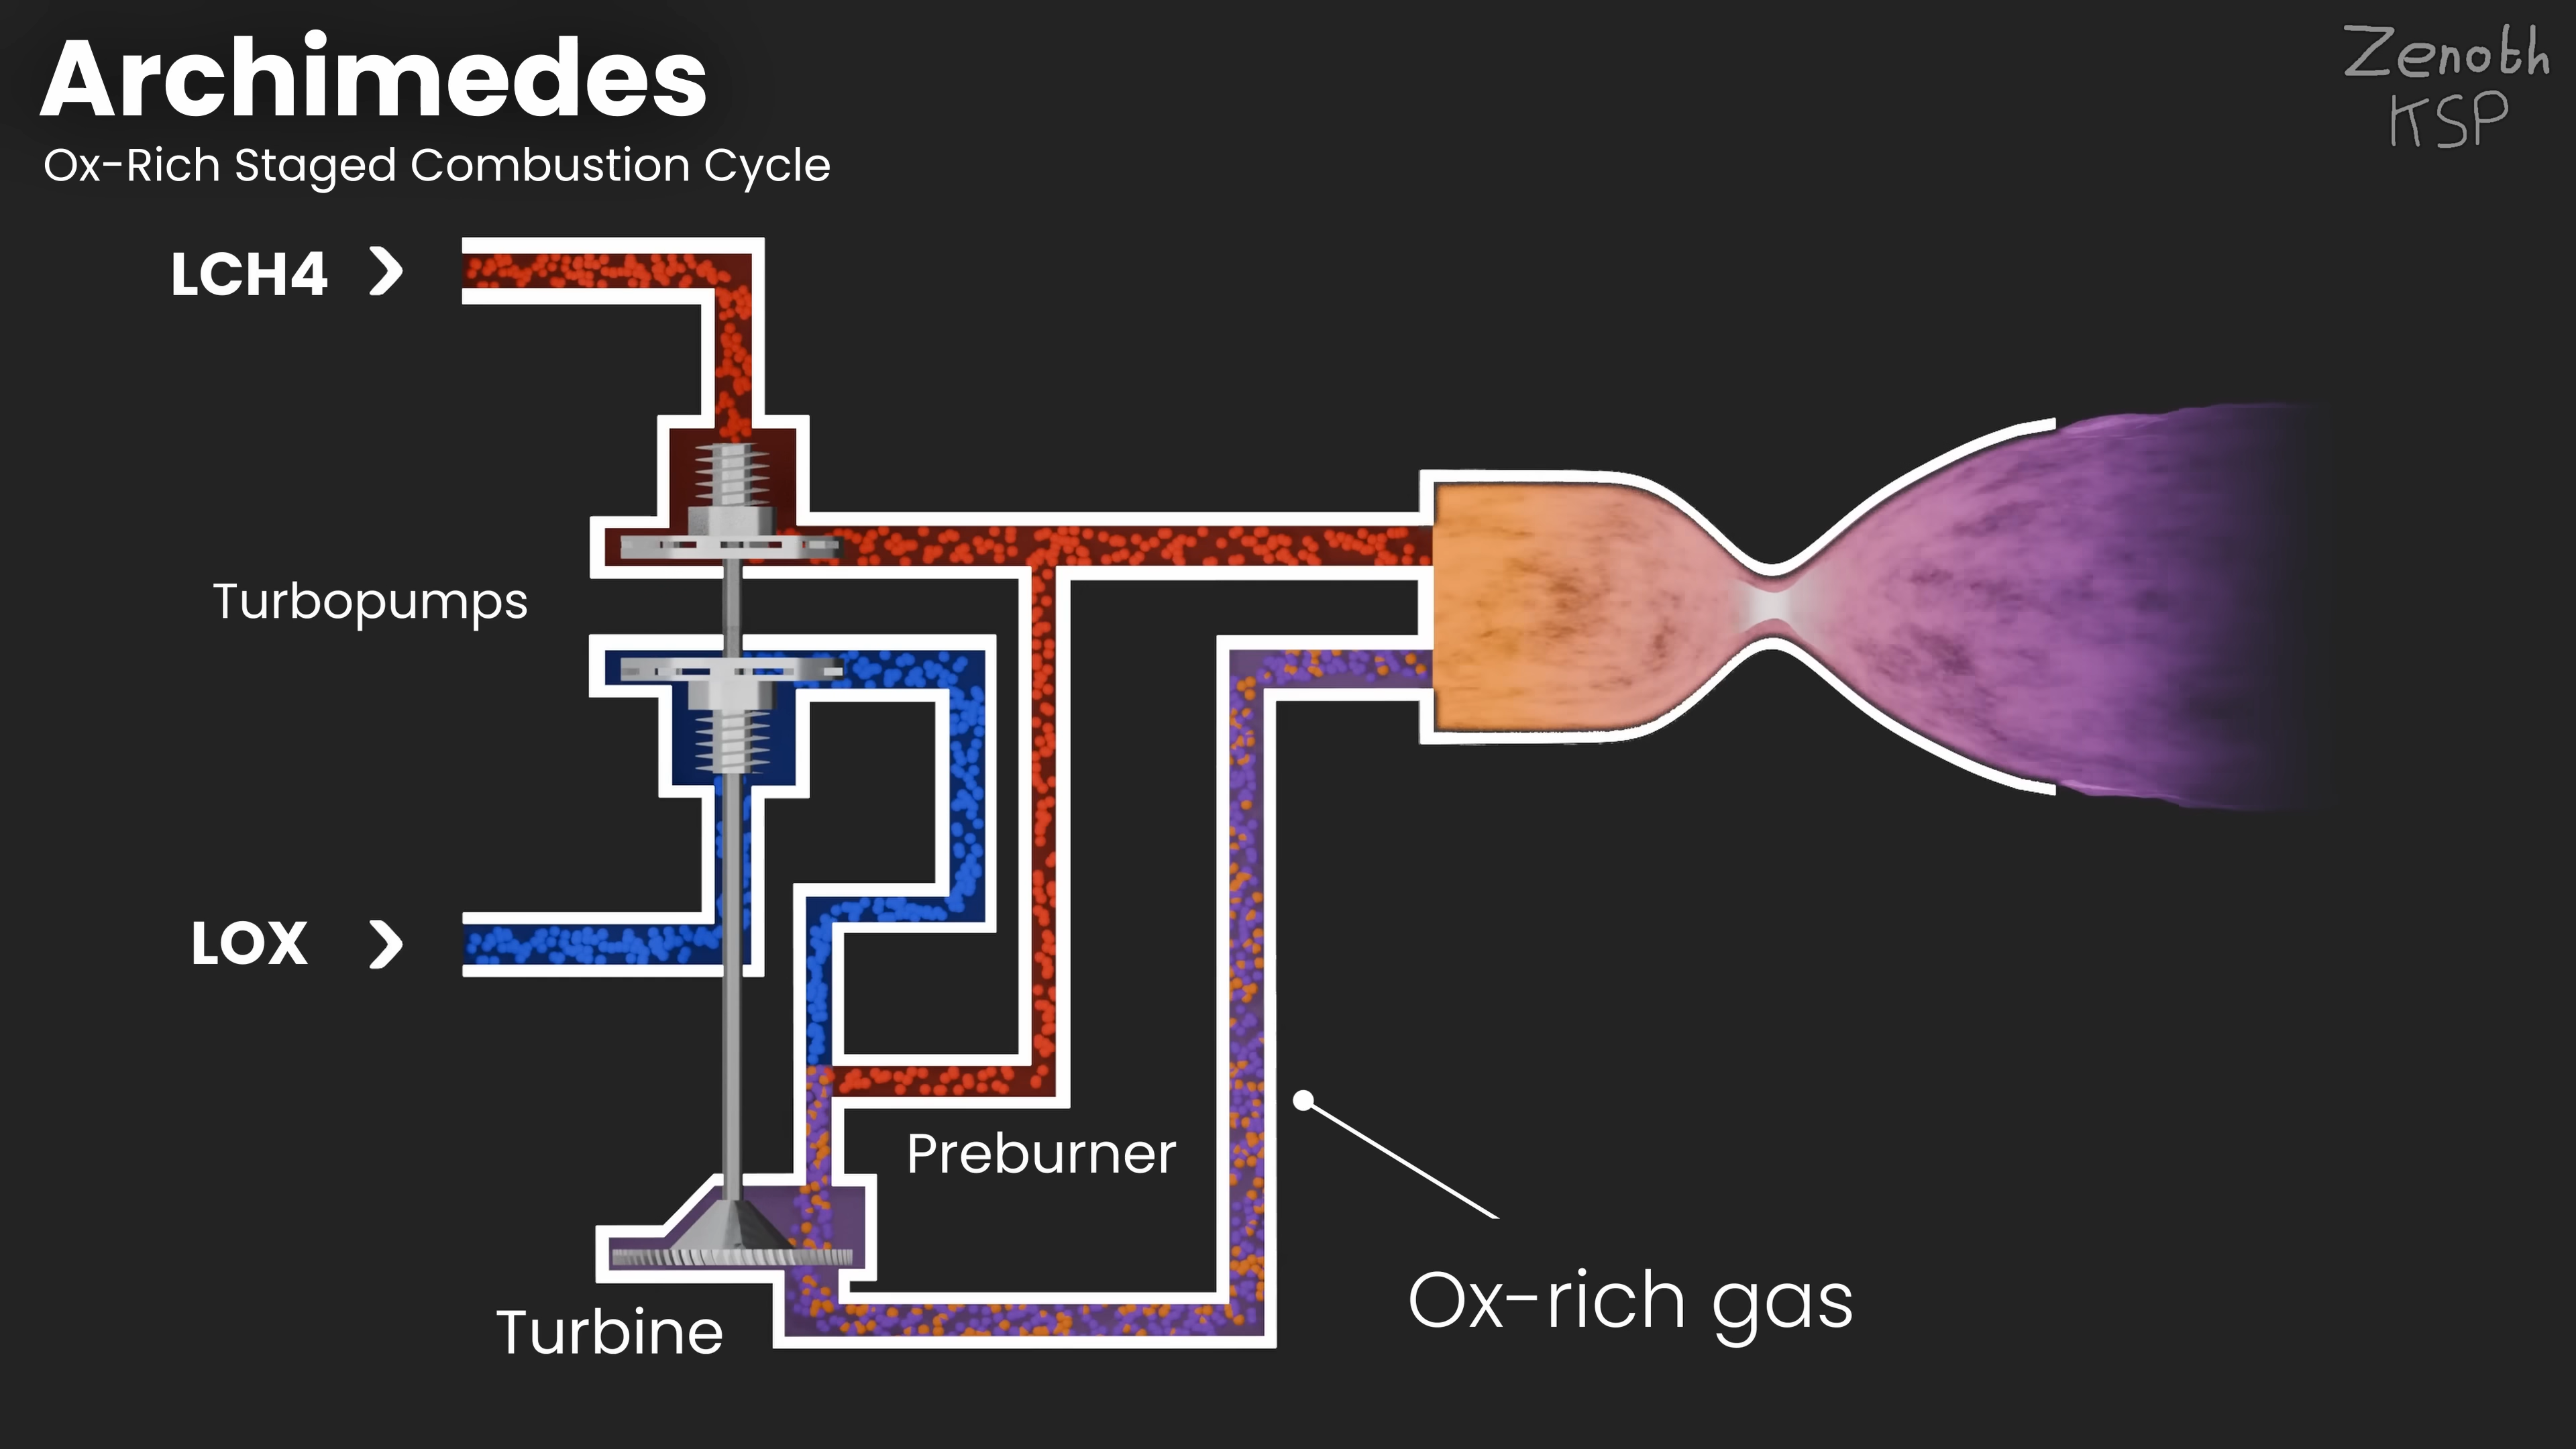 Archimedes
Ox-Rich Staged Combustion Cycle
Zenoth
KSP
LCH4 >
Turbopumps
LOX >
Preburner
Turbine
Ox-rich gas